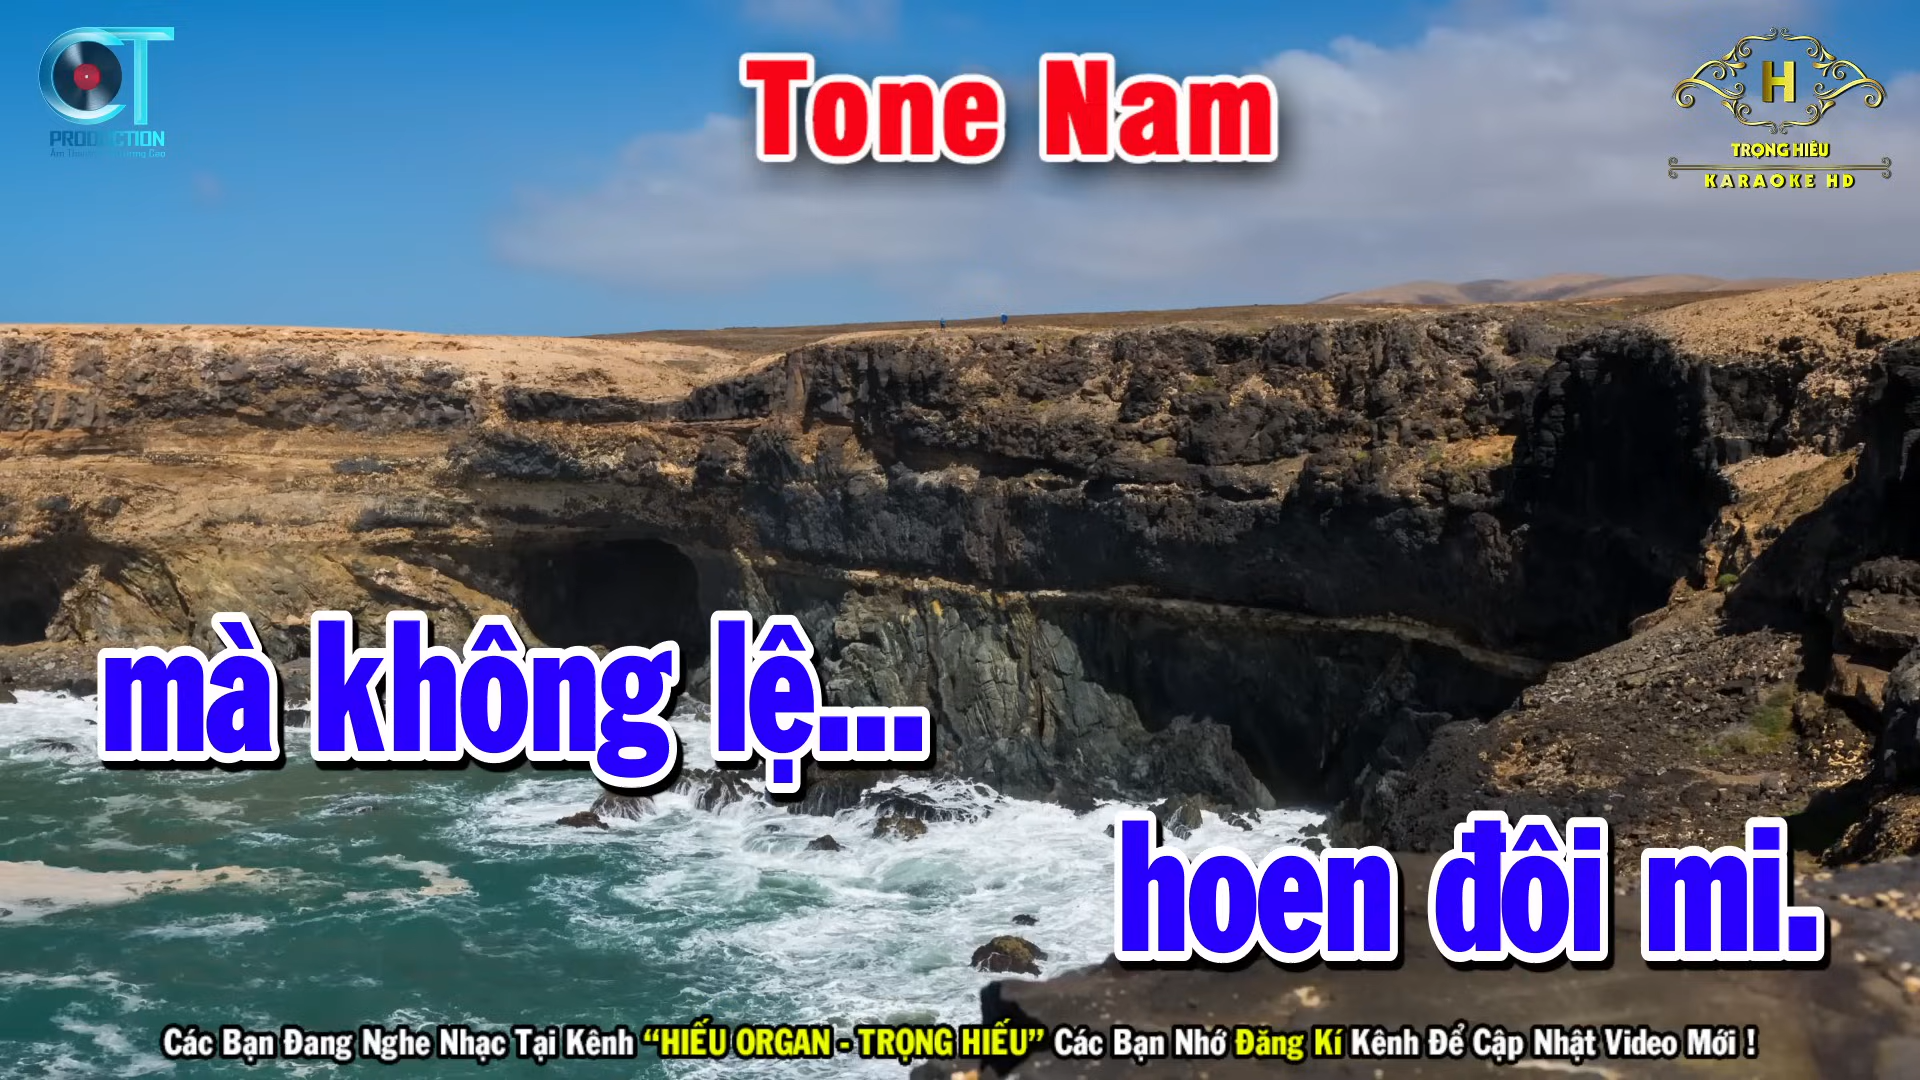 CT
PRODUCTION
Tone Nam
H
TRỌNG HIẾU
KARAOKE HD
mà không lệ...
hoen đôi mi.
Các Bạn Đang Nghe Nhạc Tại Kênh “HIẾU ORGAN - TRỌNG HIẾU” Các Bạn Nhớ Đăng Kí Kênh Để Cập Nhật Video Mới !